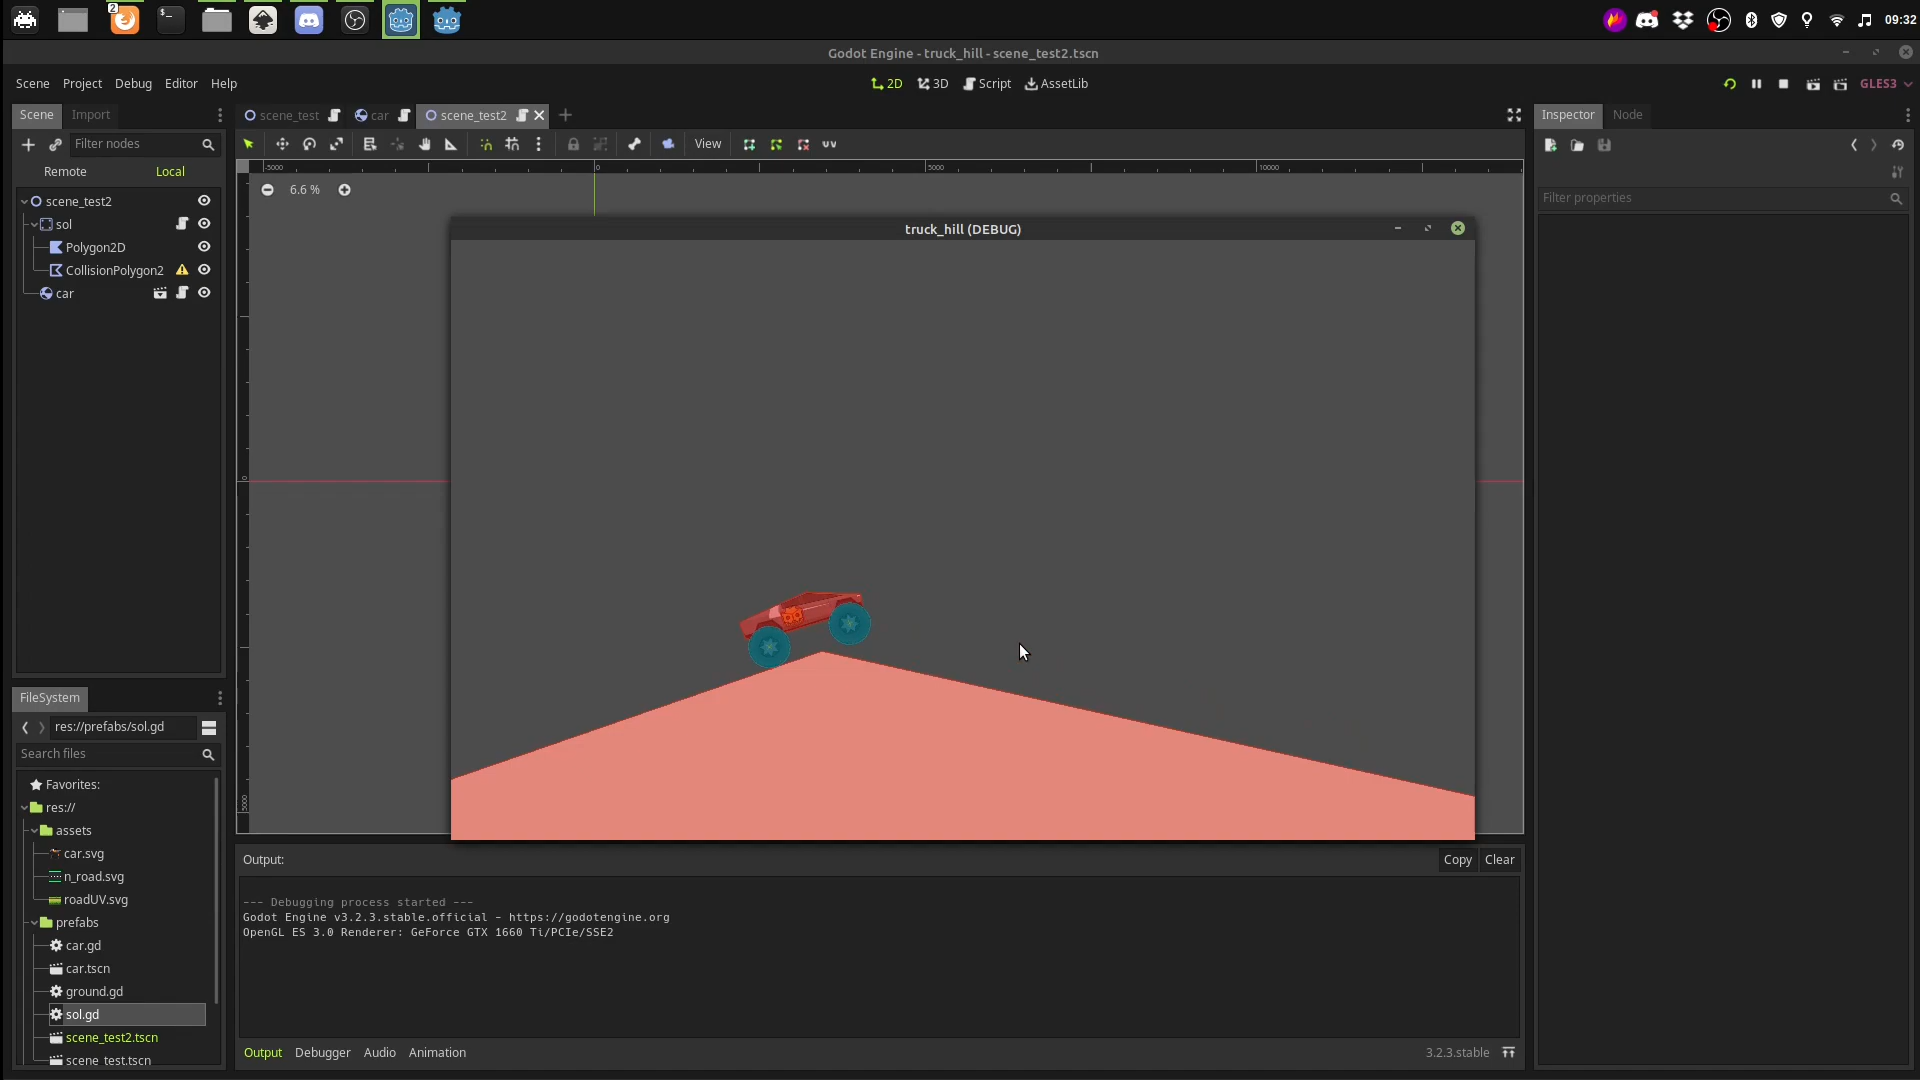 2
>_
09:32
Godot Engine - truck_hill - scene_test2.tscn
Scene Project Debug Editor Help
2D 3D Script AssetLib
GLES3
Scene Import
scene_test car scene_test2
Inspector Node
Filter nodes
View
Remote Local
-5000 0 5000 10000
6.6 %
Filter properties
scene_test2
sol
Polygon2D
CollisionPolygon2
car
truck_hill (DEBUG)
0
5000
FileSystem
res://prefabs/sol.gd
Search files
Favorites:
res://
assets
car.svg
n_road.svg
roadUV.svg
prefabs
car.gd
car.tscn
ground.gd
sol.gd
scene_test2.tscn
scene_test.tscn
Output:
Copy Clear
--- Debugging process started ---
Godot Engine v3.2.3.stable.official - https://godotengine.org
OpenGL ES 3.0 Renderer: GeForce GTX 1660 Ti/PCIe/SSE2
Output Debugger Audio Animation
3.2.3.stable